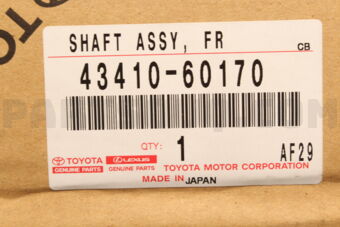 TOYO
SHAFT ASSY, FR
CB
43410-60170
QTY: 1
AF29
TOYOTA LEXUS
GENUINE PARTS GENUINE PARTS
TOYOTA MOTOR CORPORATION
MADE IN JAPAN